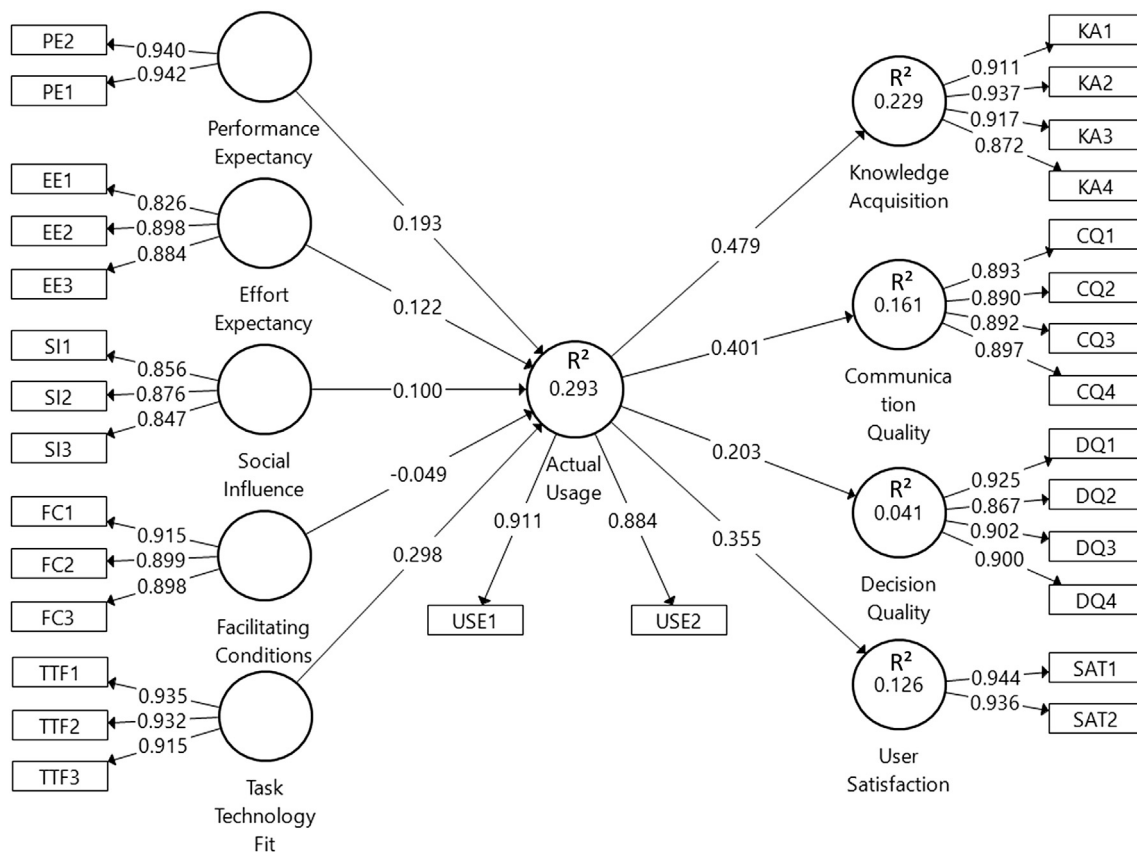 PE2
0.940
PE1
0.942
Performance
Expectancy
EE1
0.826
EE2
0.898
EE3
0.884
Effort
Expectancy
SI1
0.856
SI2
0.876
SI3
0.847
Social
Influence
FC1
0.915
FC2
0.899
FC3
0.898
Facilitating
Conditions
TTF1
0.935
TTF2
0.932
TTF3
0.915
Task
Technology
Fit
0.193
0.122
0.100
-0.049
0.298
R²
0.293
Actual
Usage
0.911
0.884
USE1
USE2
0.479
0.401
0.203
0.355
R²
0.229
Knowledge
Acquisition
0.911
KA1
0.937
KA2
0.917
KA3
0.872
KA4
R²
0.161
Communica
tion
Quality
0.893
CQ1
0.890
CQ2
0.892
CQ3
0.897
CQ4
R²
0.041
Decision
Quality
0.925
DQ1
0.867
DQ2
0.902
DQ3
0.900
DQ4
R²
0.126
User
Satisfaction
0.944
SAT1
0.936
SAT2